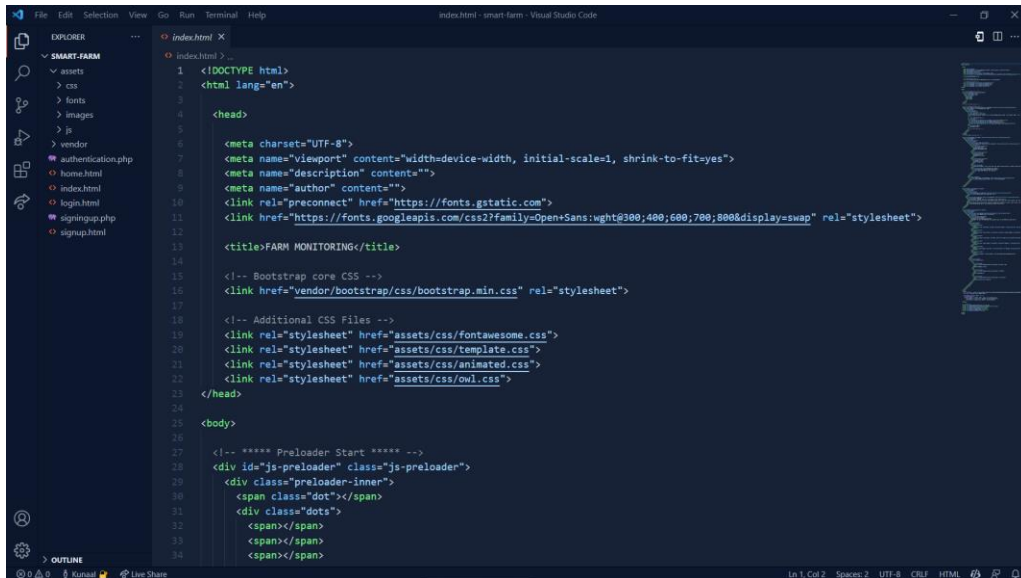 File Edit Selection View Go Run Terminal Help
index.html - smart-farm - Visual Studio Code
EXPLORER
SMART-FARM
assets
css
fonts
images
js
vendor
authentication.php
home.html
index.html
login.html
signingup.php
signup.html
OUTLINE
index.html
index.html > ...
1 <!DOCTYPE html>
2 <html lang="en">
3
4 <head>
5
6 <meta charset="UTF-8">
7 <meta name="viewport" content="width=device-width, initial-scale=1, shrink-to-fit=yes">
8 <meta name="description" content="">
9 <meta name="author" content="">
10 <link rel="preconnect" href="https://fonts.gstatic.com">
11 <link href="https://fonts.googleapis.com/css2?family=Open+Sans:wght@300;400;600;700;800&display=swap" rel="stylesheet">
12
13 <title>FARM MONITORING</title>
14
15 <!-- Bootstrap core CSS -->
16 <link href="vendor/bootstrap/css/bootstrap.min.css" rel="stylesheet">
17
18 <!-- Additional CSS Files -->
19 <link rel="stylesheet" href="assets/css/fontawesome.css">
20 <link rel="stylesheet" href="assets/css/template.css">
21 <link rel="stylesheet" href="assets/css/animated.css">
22 <link rel="stylesheet" href="assets/css/owl.css">
23 </head>
24
25 <body>
26
27 <!-- ***** Preloader Start ***** -->
28 <div id="js-preloader" class="js-preloader">
29 <div class="preloader-inner">
30 <span class="dot"></span>
31 <div class="dots">
32 <span></span>
33 <span></span>
34 <span></span>
0 0 Kunaal Live Share
Ln 1, Col 2 Spaces: 2 UTF-8 CRLF HTML